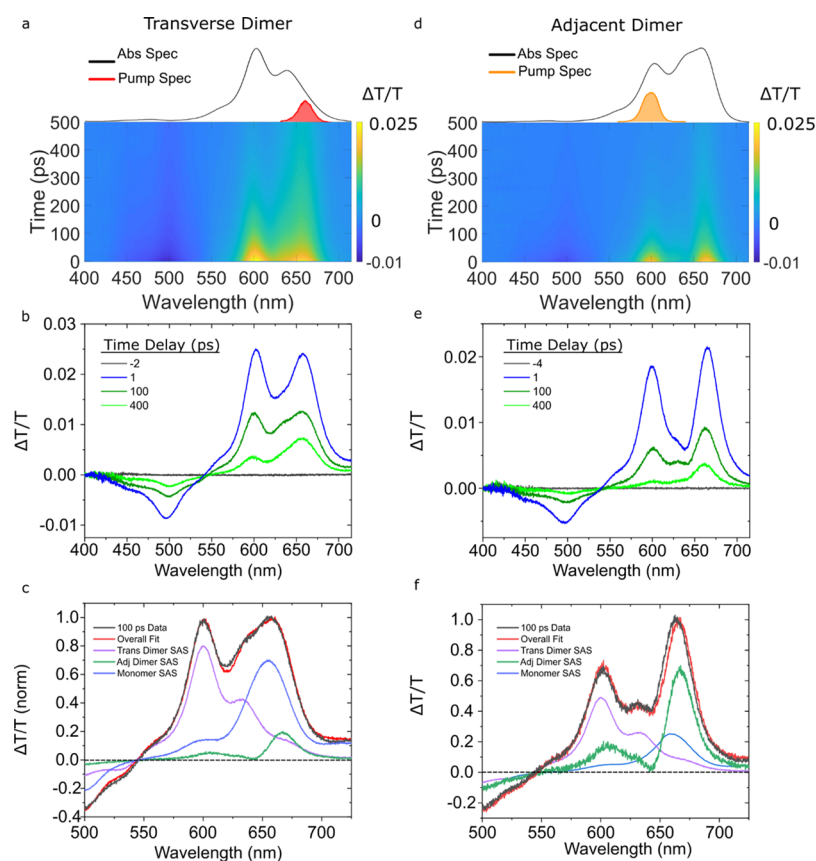 Transverse Dimer
a
Abs Spec
Pump Spec
ΔT/T
500
400
300
200
100
0
Time (ps)
0.025
0
-0.01
400 450 500 550 600 650 700
Wavelength (nm)
b
Time Delay (ps)
-2
1
100
400
0.03
0.02
0.01
0.00
-0.01
ΔT/T
400 450 500 550 600 650 700
Wavelength (nm)
c
100 ps Data
Overall Fit
Trans Dimer SAS
Adj Dimer SAS
Monomer SAS
1.0
0.8
0.6
0.4
0.2
0.0
-0.2
-0.4
ΔT/T (norm)
500 550 600 650 700
Wavelength (nm)
Adjacent Dimer
d
Abs Spec
Pump Spec
ΔT/T
500
400
300
200
100
0
Time (ps)
0.025
0
-0.01
400 450 500 550 600 650 700
Wavelength (nm)
e
Time Delay (ps)
-4
1
100
400
0.02
0.01
0.00
ΔT/T
400 450 500 550 600 650 700
Wavelength (nm)
f
100 ps Data
Overall Fit
Trans Dimer SAS
Adj Dimer SAS
Monomer SAS
1.0
0.8
0.6
0.4
0.2
0.0
-0.2
ΔT/T
500 550 600 650 700
Wavelength (nm)